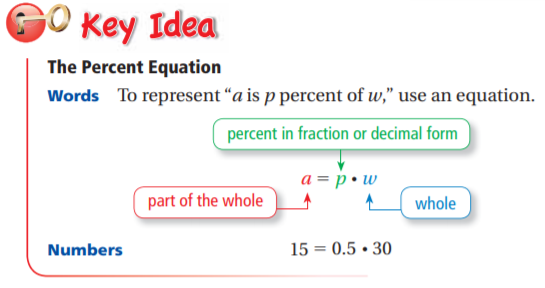 Key Idea
The Percent Equation
Words To represent “a is p percent of w,” use an equation.
percent in fraction or decimal form
a = p • w
part of the whole
whole
Numbers 15 = 0.5 • 30